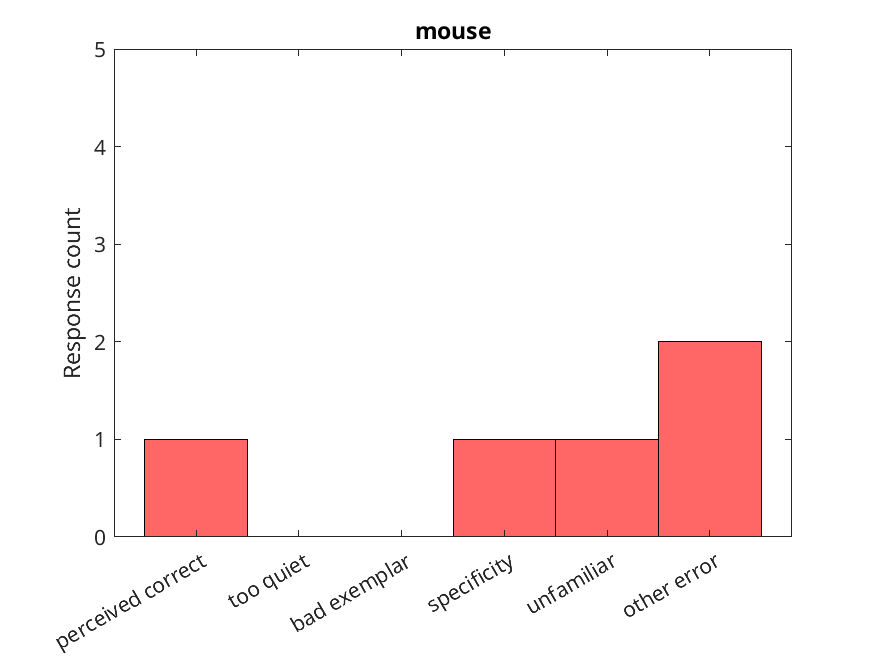 mouse
5
4
3
2
1
0
Response count
perceived correct
too quiet
bad exemplar
specificity
unfamiliar
other error